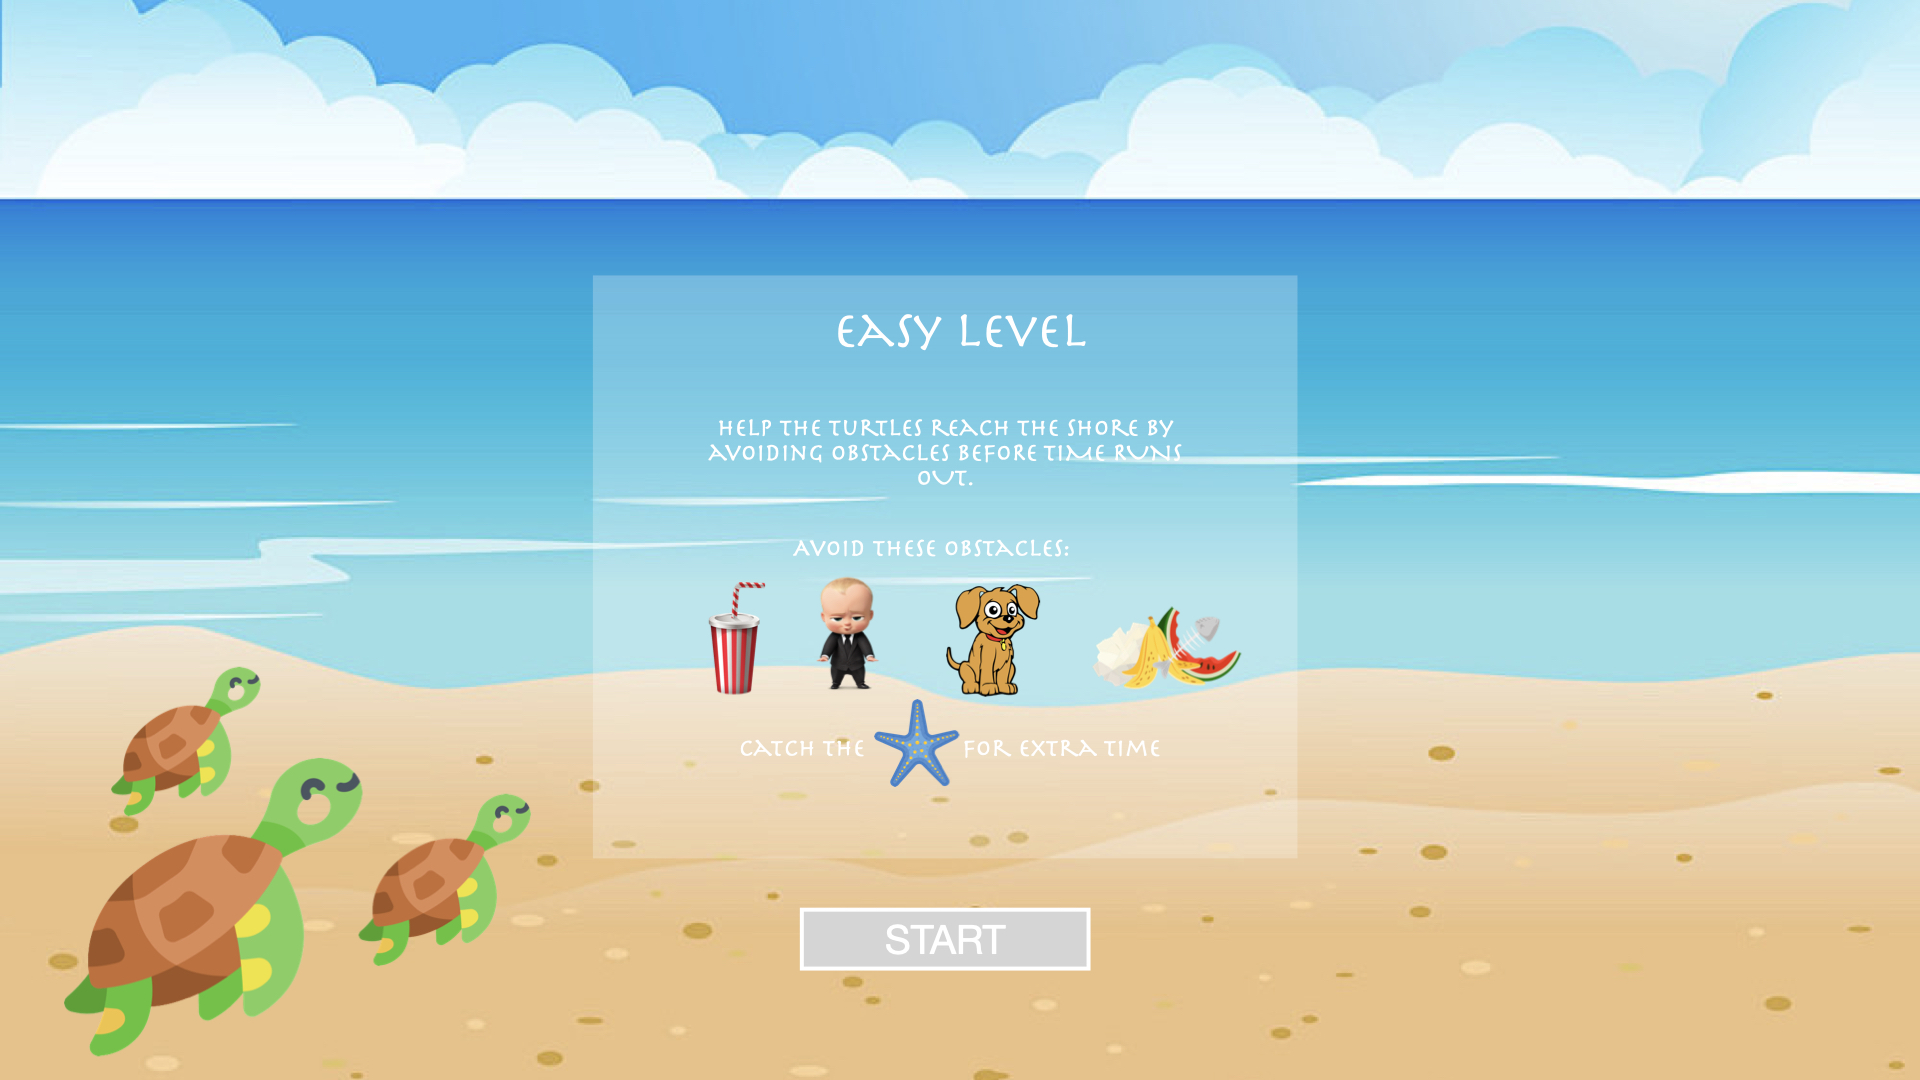 EASY LEVEL
HELP THE TURTLES REACH THE SHORE BY
AVOIDING OBSTACLES BEFORE TIME RUNS
OUT.
AVOID THESE OBSTACLES:
CATCH THE FOR EXTRA TIME
START